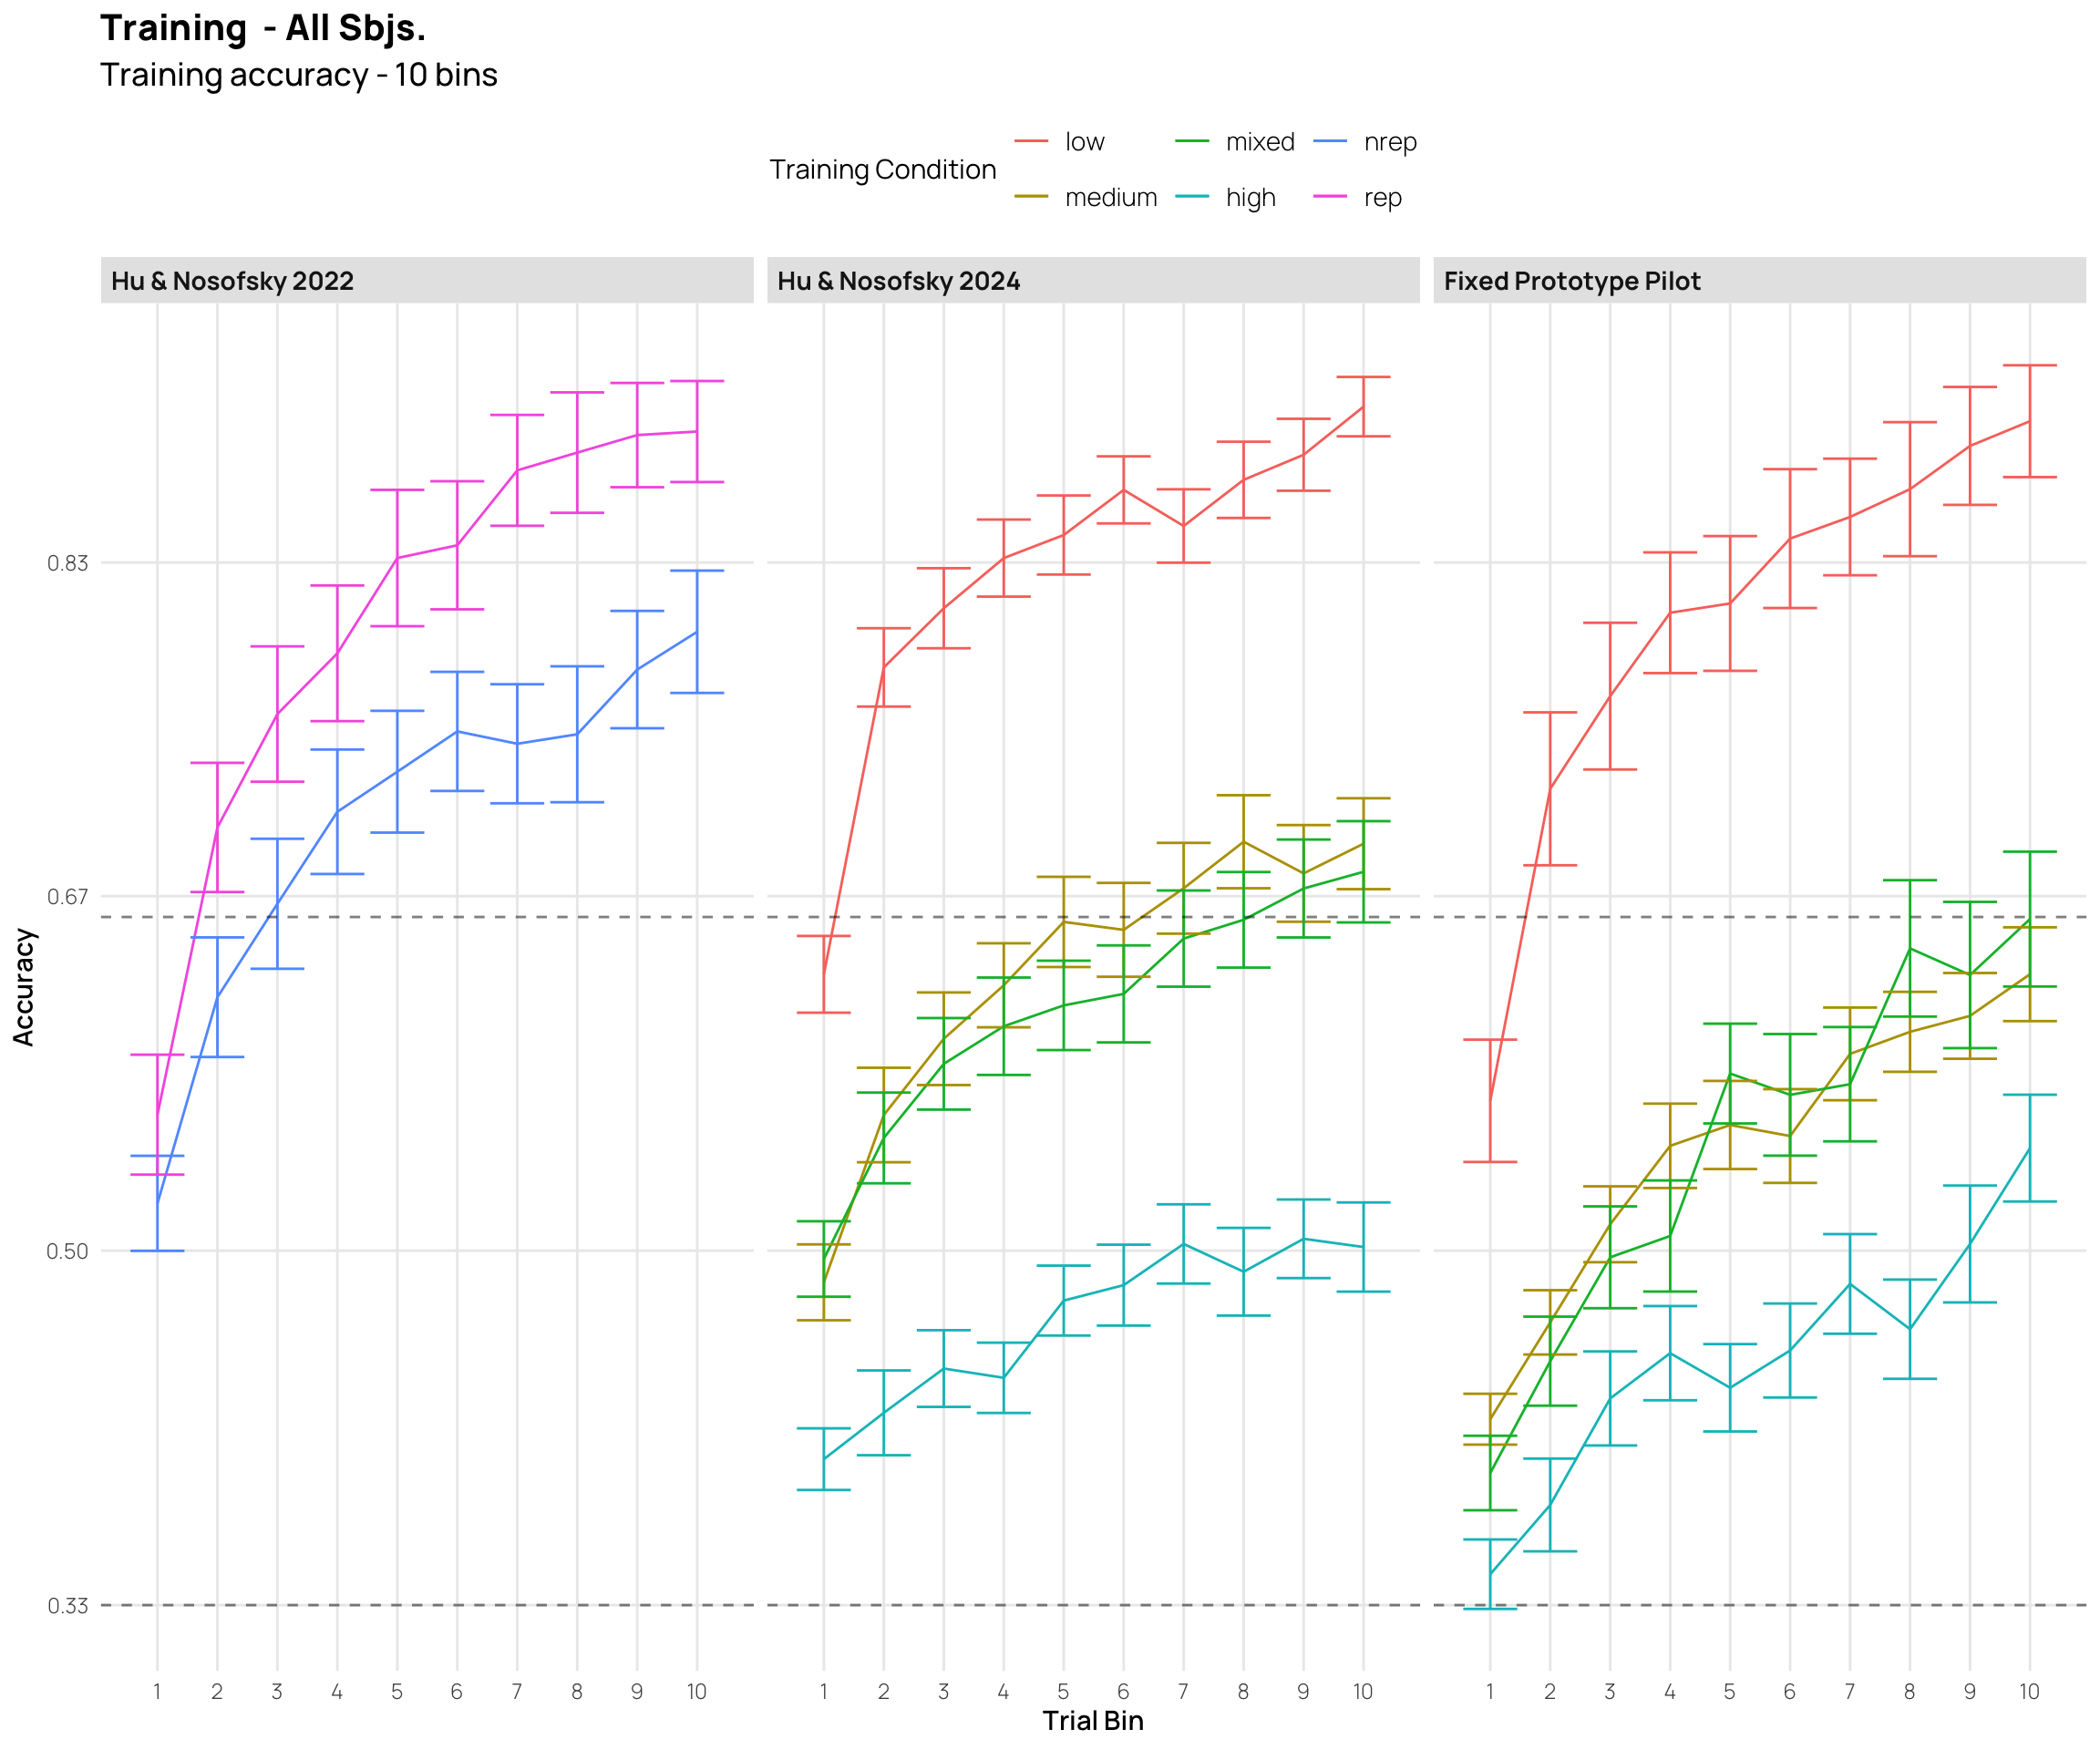 Training - All Sbjs.
Training accuracy - 10 bins
Training Condition
low
mixed
nrep
medium
high
rep
Hu & Nosofsky 2022
Hu & Nosofsky 2024
Fixed Prototype Pilot
Accuracy
0.83
0.67
0.50
0.33
1 2 3 4 5 6 7 8 9 10
1 2 3 4 5 6 7 8 9 10
1 2 3 4 5 6 7 8 9 10
Trial Bin